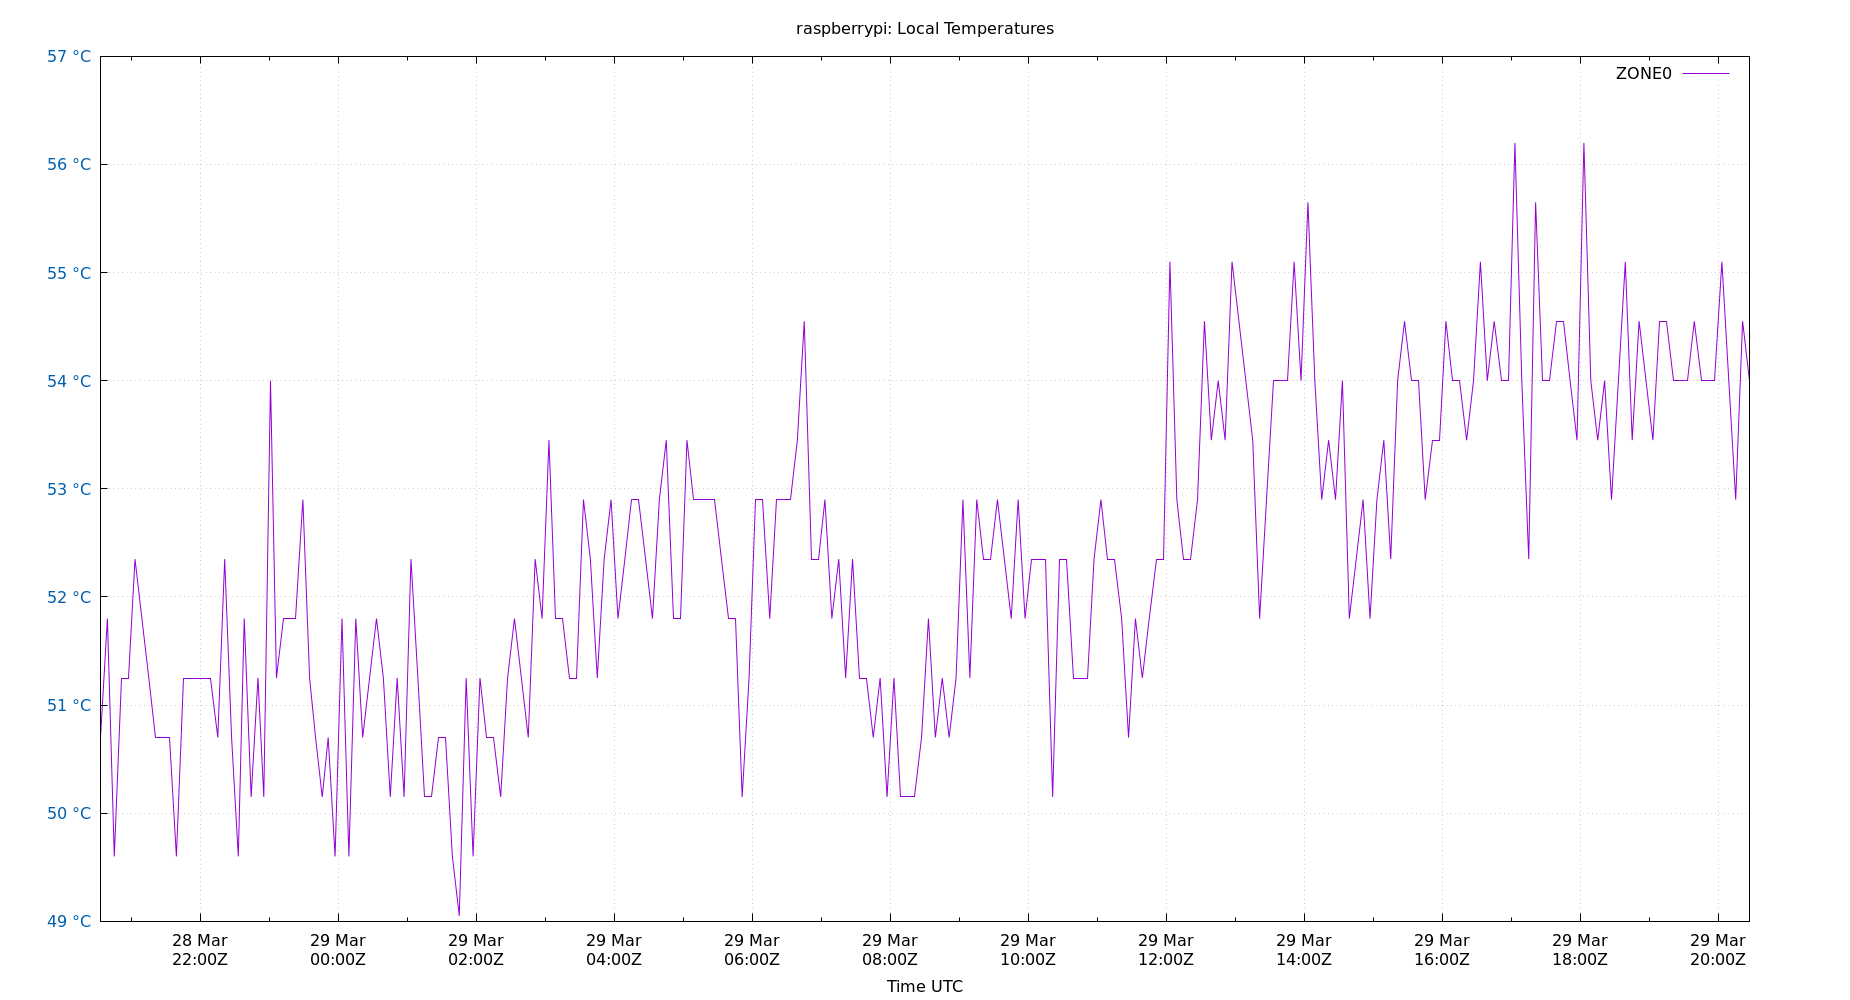 raspberrypi: Local Temperatures
57 °C
ZONE0
56 °C
55 °C
54 °C
53 °C
52 °C
51 °C
50 °C
49 °C
28 Mar 29 Mar 29 Mar 29 Mar 29 Mar 29 Mar 29 Mar 29 Mar 29 Mar 29 Mar 29 Mar 29 Mar
22:00Z 00:00Z 02:00Z 04:00Z 06:00Z 08:00Z 10:00Z 12:00Z 14:00Z 16:00Z 18:00Z 20:00Z
Time UTC